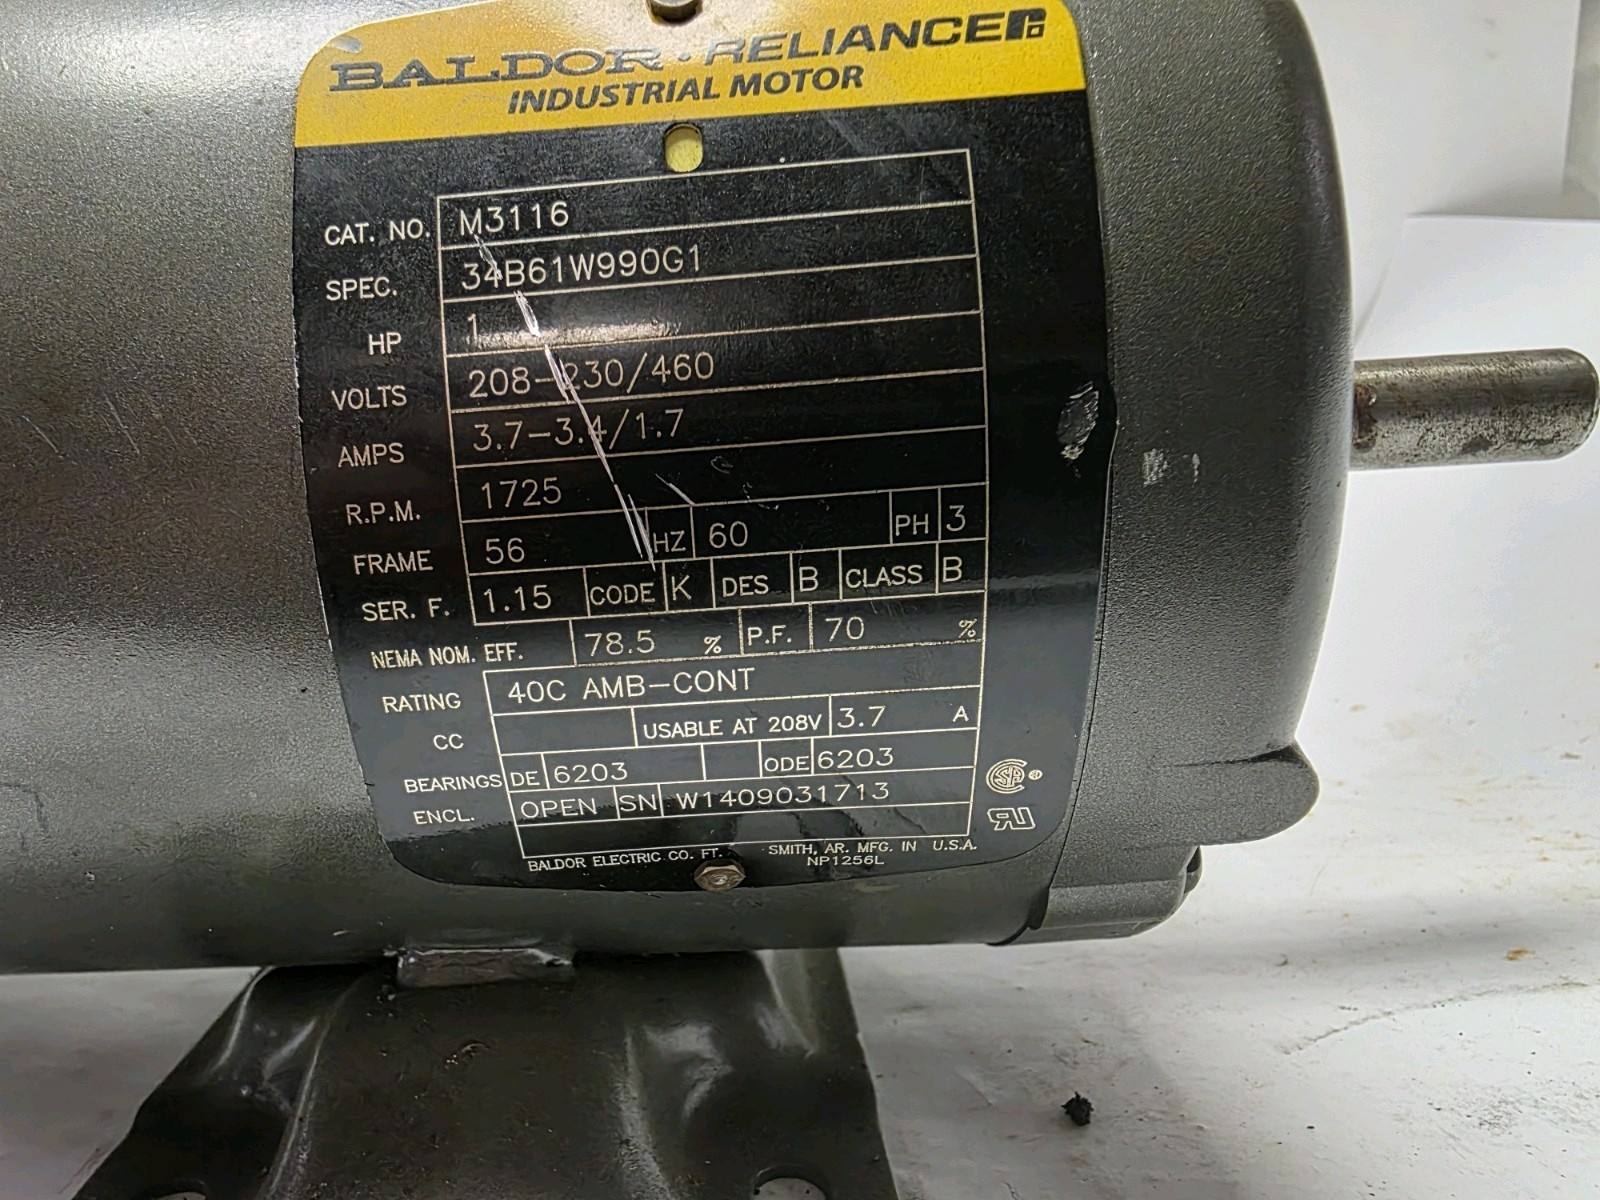 BALDOR · RELIANCE
INDUSTRIAL MOTOR
CAT. NO. M3116
SPEC. 34B61W990G1
HP 1
VOLTS 208-230/460
AMPS 3.7-3.4/1.7
R.P.M. 1725
FRAME 56 HZ 60 PH 3
SER. F. 1.15 CODE K DES B CLASS B
NEMA NOM. EFF. 78.5 % P.F. 70 %
RATING 40C AMB-CONT
CC USABLE AT 208V 3.7 A
BEARINGS DE 6203 ODE 6203
ENCL. OPEN SN W1409031713
BALDOR ELECTRIC CO. FT. SMITH, AR. MFG. IN U.S.A.
NP1256L